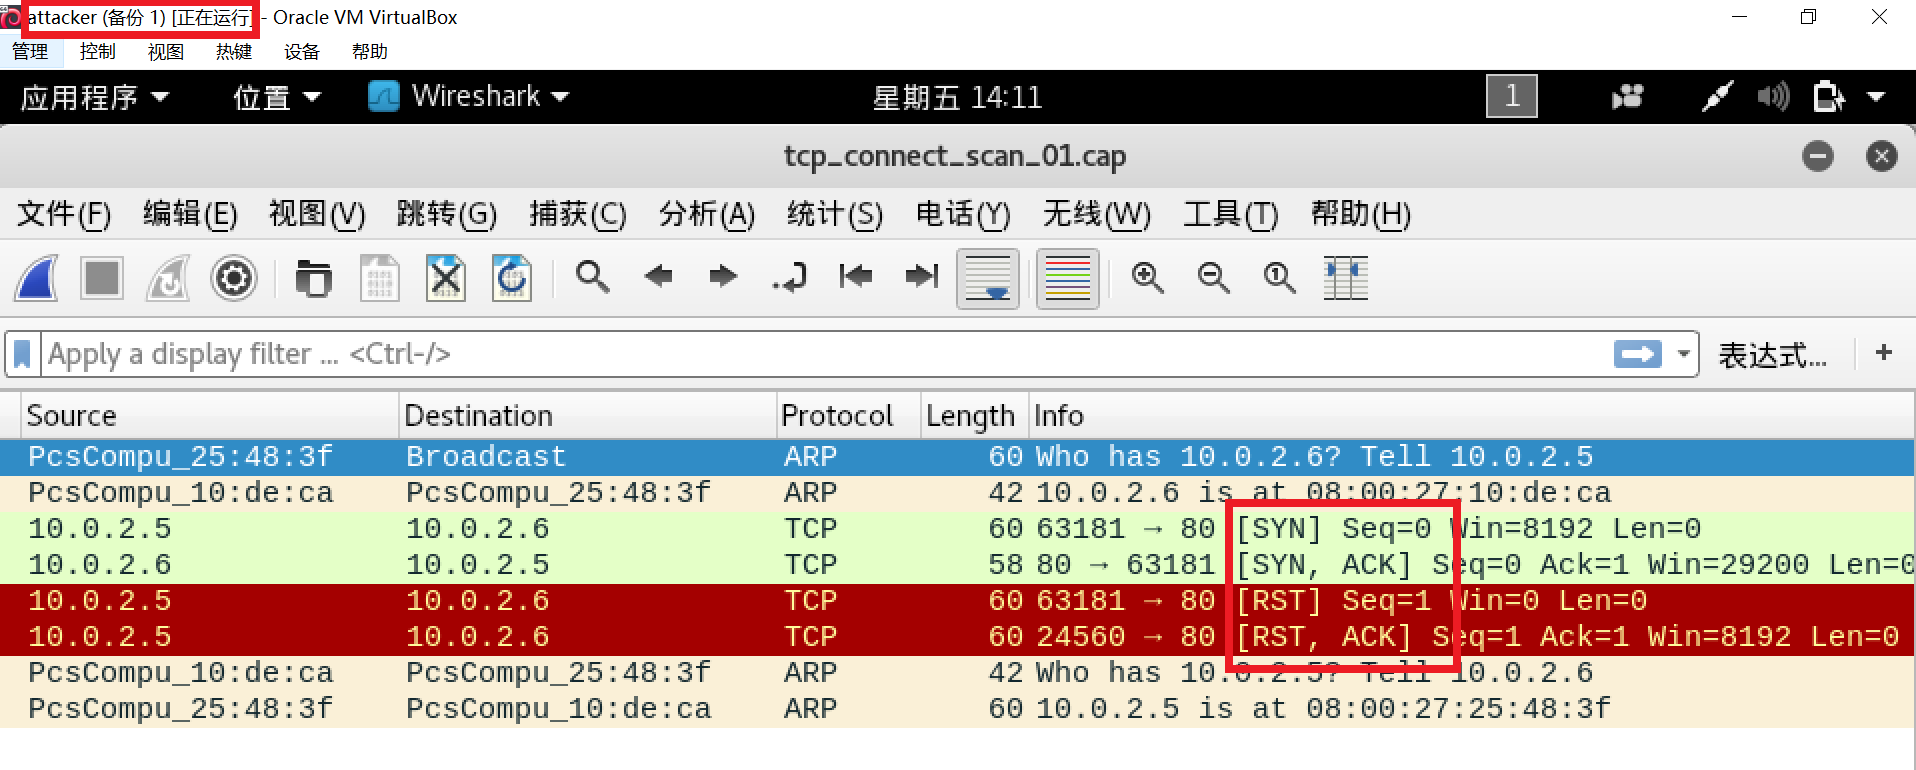 attacker (备份 1) [正在运行] - Oracle VM VirtualBox
管理 控制 视图 热键 设备 帮助
应用程序 位置 Wireshark 星期五 14:11 1
tcp_connect_scan_01.cap
文件(F) 编辑(E) 视图(V) 跳转(G) 捕获(C) 分析(A) 统计(S) 电话(Y) 无线(W) 工具(T) 帮助(H)
Apply a display filter ... <Ctrl-/> 表达式... +
Source Destination Protocol Length Info
PcsCompu_25:48:3f Broadcast ARP 60 Who has 10.0.2.6? Tell 10.0.2.5
PcsCompu_10:de:ca PcsCompu_25:48:3f ARP 42 10.0.2.6 is at 08:00:27:10:de:ca
10.0.2.5 10.0.2.6 TCP 60 63181 → 80 [SYN] Seq=0 Win=8192 Len=0
10.0.2.6 10.0.2.5 TCP 58 80 → 63181 [SYN, ACK] Seq=0 Ack=1 Win=29200 Len=0
10.0.2.5 10.0.2.6 TCP 60 63181 → 80 [RST] Seq=1 Win=0 Len=0
10.0.2.5 10.0.2.6 TCP 60 24560 → 80 [RST, ACK] Seq=1 Ack=1 Win=8192 Len=0
PcsCompu_10:de:ca PcsCompu_25:48:3f ARP 42 Who has 10.0.2.5? Tell 10.0.2.6
PcsCompu_25:48:3f PcsCompu_10:de:ca ARP 60 10.0.2.5 is at 08:00:27:25:48:3f